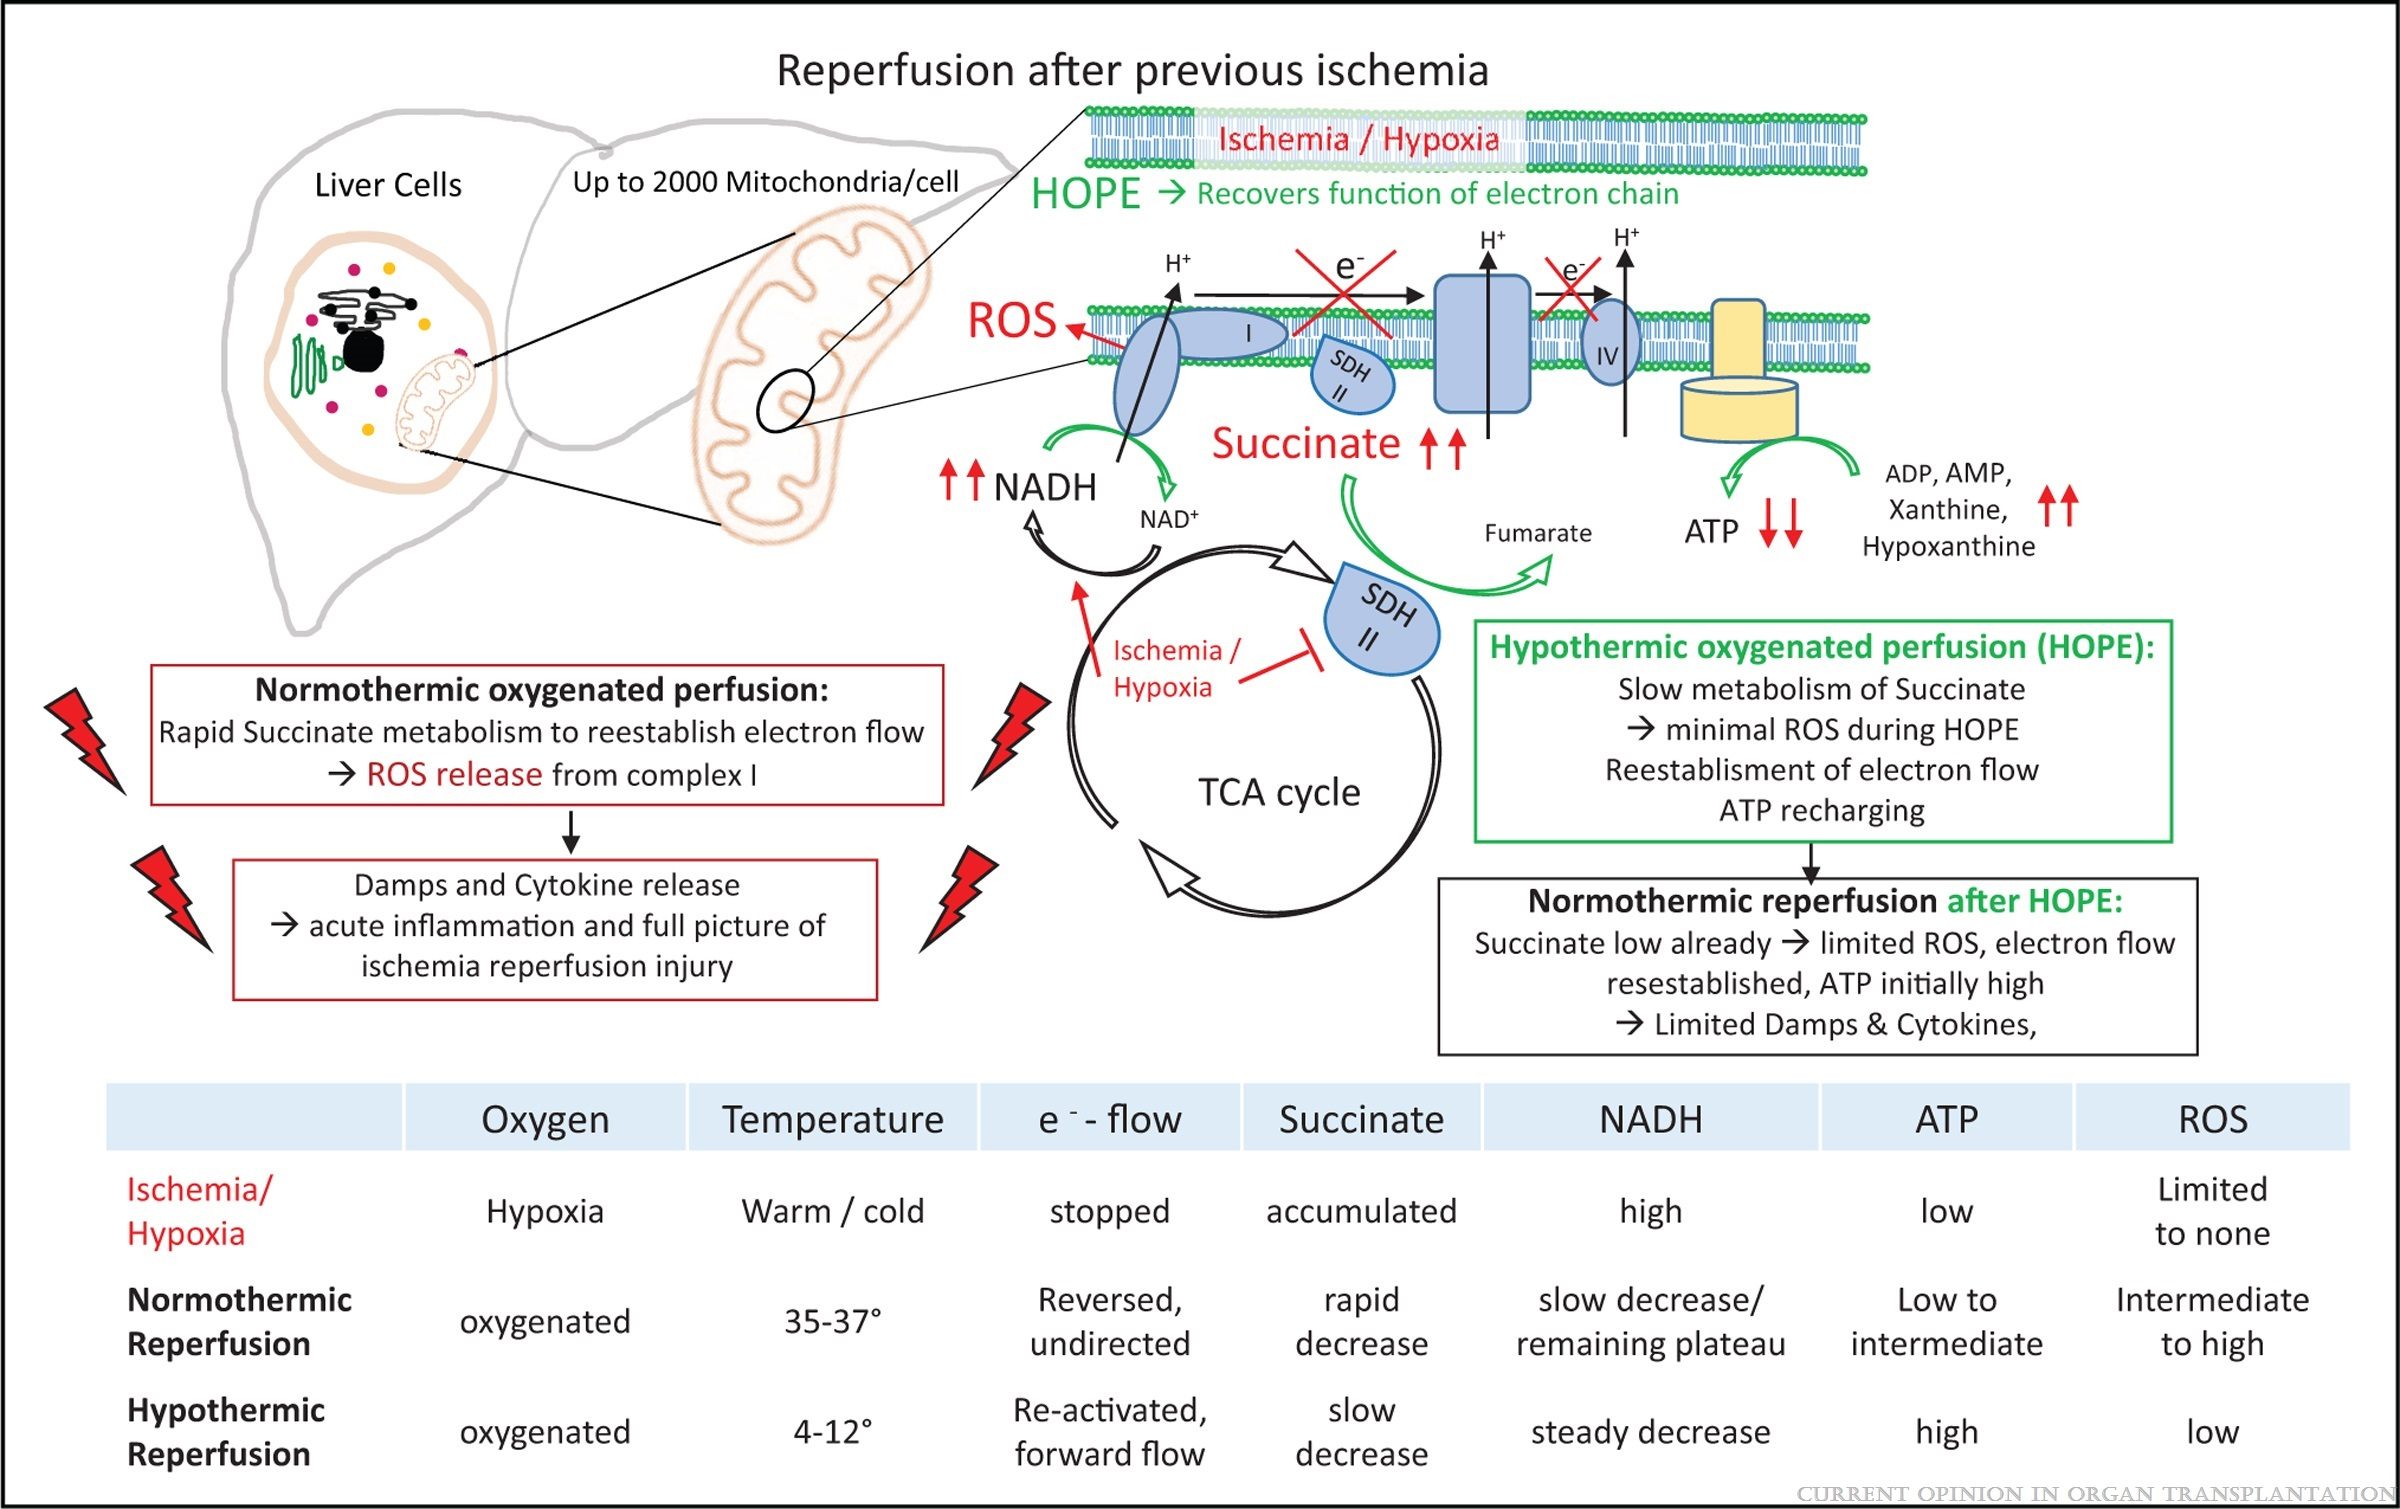 Reperfusion after previous ischemia
Liver Cells
Up to 2000 Mitochondria/cell
Ischemia / Hypoxia
HOPE → Recovers function of electron chain
H⁺
e⁻
H⁺
e⁻
H⁺
ROS
I
SDH
II
IV
Succinate
NADH
NAD⁺
Fumarate
ATP
ADP, AMP,
Xanthine,
Hypoxanthine
SDH
II
Ischemia /
Hypoxia
TCA cycle
Normothermic oxygenated perfusion:
Rapid Succinate metabolism to reestablish electron flow
→ ROS release from complex I
Damps and Cytokine release
→ acute inflammation and full picture of
ischemia reperfusion injury
Hypothermic oxygenated perfusion (HOPE):
Slow metabolism of Succinate
→ minimal ROS during HOPE
Reestablisment of electron flow
ATP recharging
Normothermic reperfusion after HOPE:
Succinate low already → limited ROS, electron flow
resestablished, ATP initially high
→ Limited Damps & Cytokines,
Oxygen Temperature e ⁻ - flow Succinate NADH ATP ROS
Ischemia/
Hypoxia
Hypoxia
Warm / cold
stopped
accumulated
high
low
Limited
to none
Normothermic
Reperfusion
oxygenated
35-37°
Reversed,
undirected
rapid
decrease
slow decrease/
remaining plateau
Low to
intermediate
Intermediate
to high
Hypothermic
Reperfusion
oxygenated
4-12°
Re-activated,
forward flow
slow
decrease
steady decrease
high
low
CURRENT OPINION IN ORGAN TRANSPLANTATION